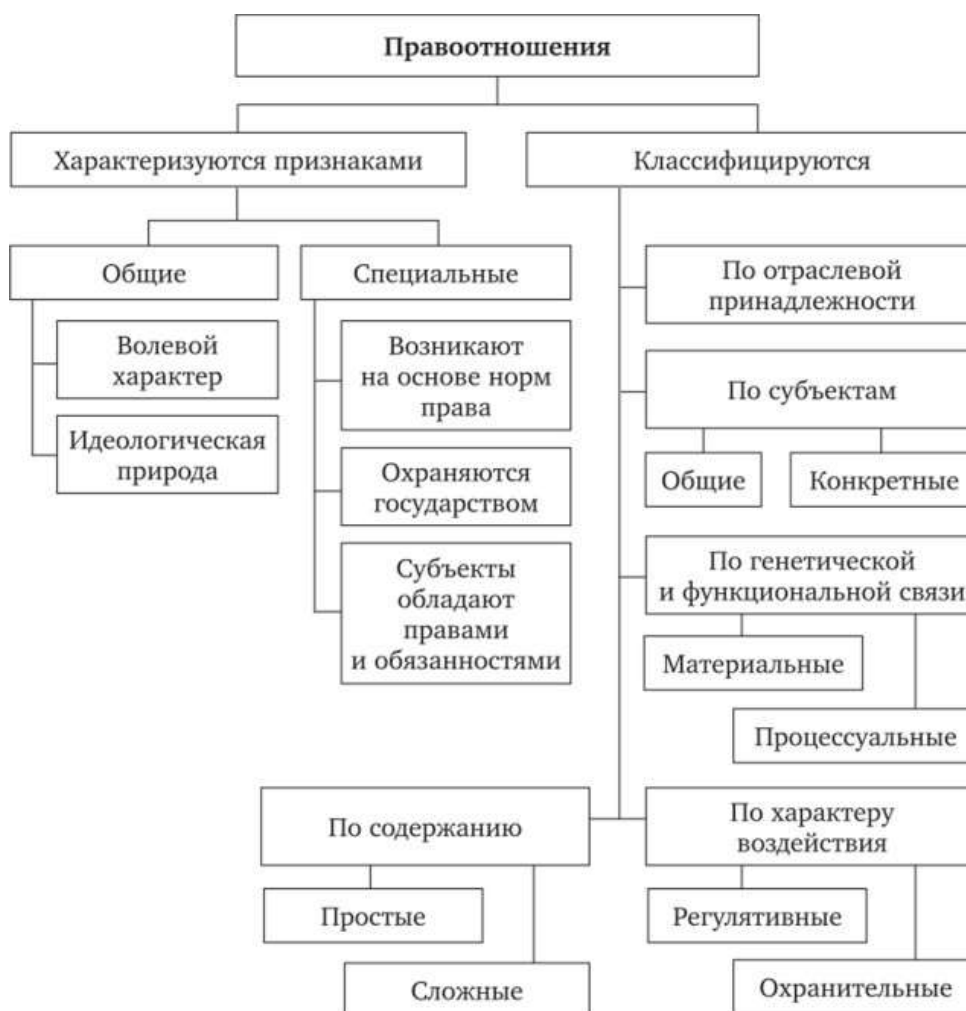 Правоотношения
Характеризуются признаками
Классифицируются
Общие
Специальные
Волевой
характер
Идеологическая
природа
Возникают
на основе норм
права
Охраняются
государством
Субъекты
обладают
правами
и обязанностями
По отраслевой
принадлежности
По субъектам
Общие
Конкретные
По генетической
и функциональной связи
Материальные
Процессуальные
По содержанию
Простые
Сложные
По характеру
воздействия
Регулятивные
Охранительные